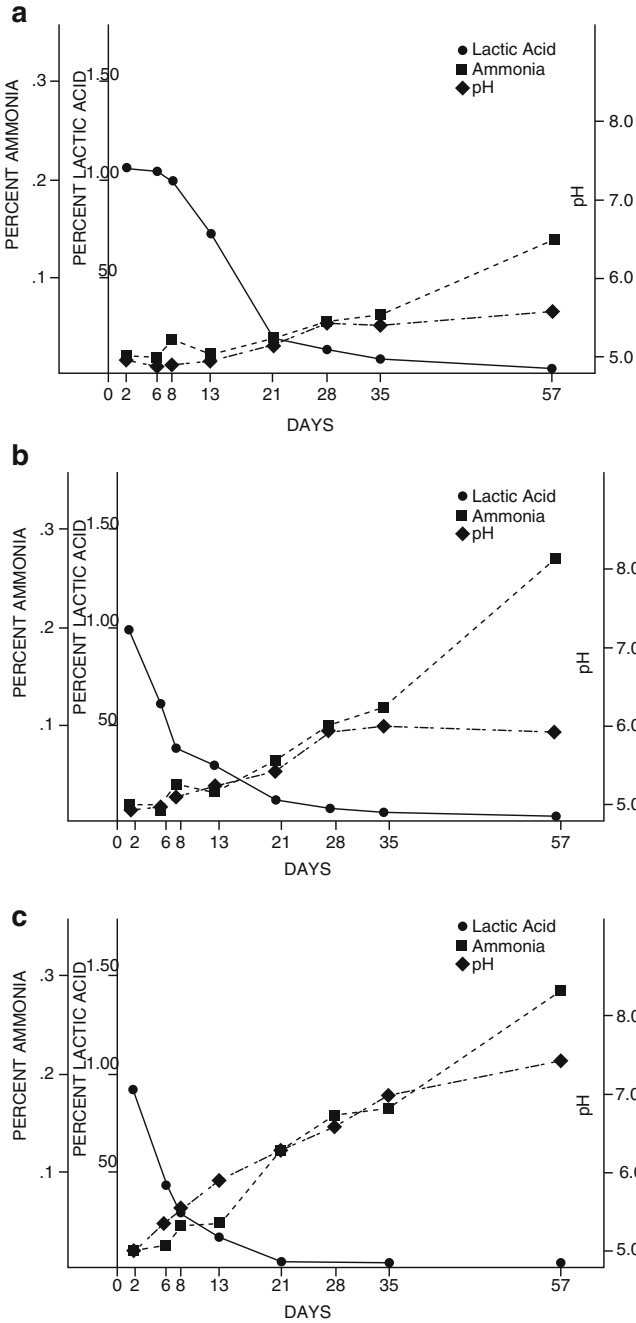 a
PERCENT AMMONIA
.3
.2
.1
PERCENT LACTIC ACID
1.50
1.00
50
Lactic Acid
Ammonia
pH
pH
8.0
7.0
6.0
5.0
0 2 6 8 13 21 28 35 57
DAYS
b
PERCENT AMMONIA
.3
.2
.1
PERCENT LACTIC ACID
1.50
1.00
50
Lactic Acid
Ammonia
pH
pH
8.0
7.0
6.0
5.0
0 2 6 8 13 21 28 35 57
DAYS
c
PERCENT AMMONIA
.3
.2
.1
PERCENT LACTIC ACID
1.50
1.00
50
Lactic Acid
Ammonia
pH
pH
8.0
7.0
6.0
5.0
0 2 6 8 13 21 28 35 57
DAYS